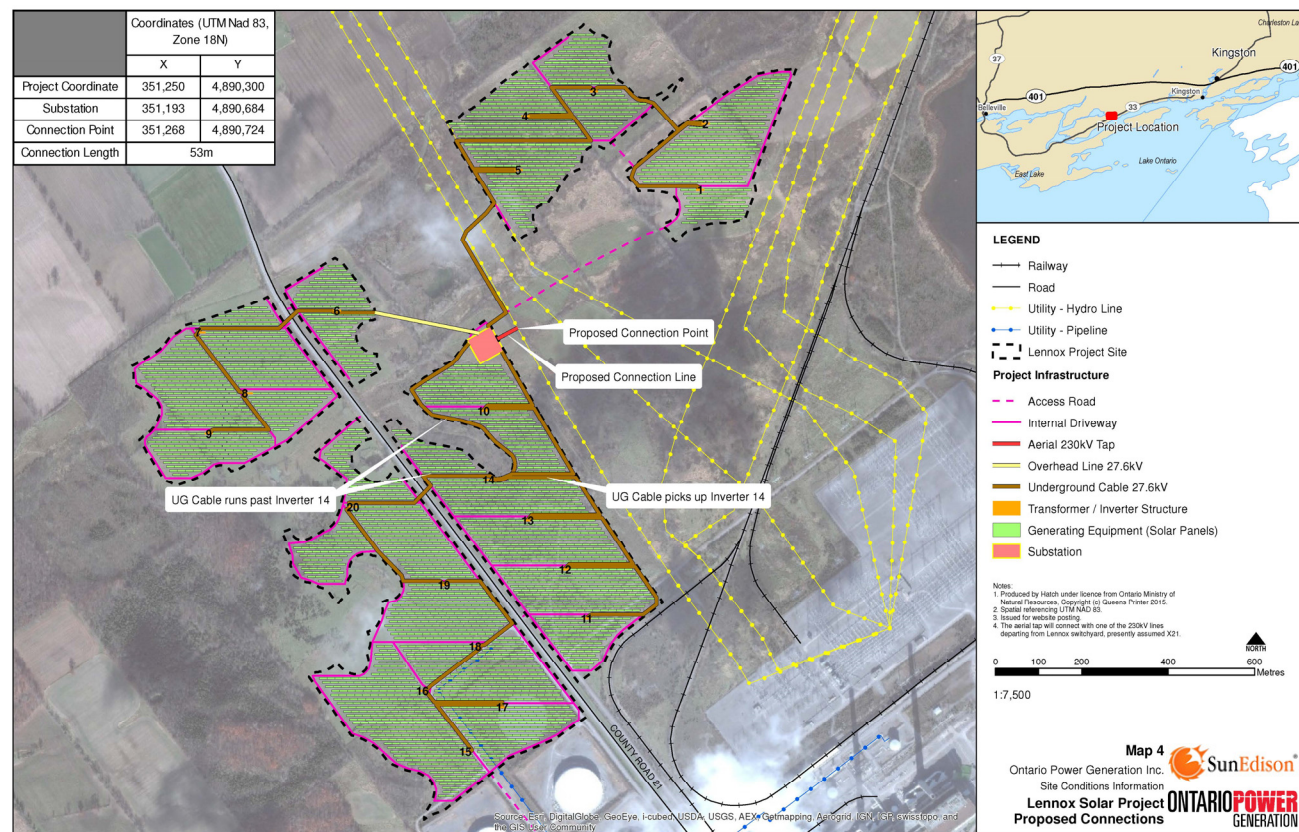 Coordinates (UTM Nad 83,
Zone 18N)
X Y
Project Coordinate 351,250 4,890,300
Substation 351,193 4,890,684
Connection Point 351,268 4,890,724
Connection Length 53m
3
4
2
5
1
6
7
8
9
10
14
13
12
11
20
19
18
16
17
15
Proposed Connection Point
Proposed Connection Line
UG Cable runs past Inverter 14
UG Cable picks up Inverter 14
COUNTY ROAD 21
Source: Esri, DigitalGlobe, GeoEye, i-cubed, USDA, USGS, AEX, Getmapping, Aerogrid, IGN, IGP, swisstopo, and
the GIS User Community
Charleston La
Kingston
37
401
401
Kingston
Belleville
33
Project Location
Lake Ontario
East Lake
LEGEND
Railway
Road
Utility - Hydro Line
Utility - Pipeline
Lennox Project Site
Project Infrastructure
Access Road
Internal Driveway
Aerial 230kV Tap
Overhead Line 27.6kV
Underground Cable 27.6kV
Transformer / Inverter Structure
Generating Equipment (Solar Panels)
Substation
Notes:
1. Produced by Hatch under licence from Ontario Ministry of
Natural Resources, Copyright (c) Queens Printer 2015.
2. Spatial referencing UTM NAD 83.
3. Issued for website posting.
4. The aerial tap will connect with one of the 230kV lines
departing from Lennox switchyard, presently assumed X21.
NORTH
0 100 200 400 600
Metres
1:7,500
Map 4
SunEdison
Ontario Power Generation Inc.
Site Conditions Information
Lennox Solar Project
Proposed Connections
ONTARIOPOWER
GENERATION